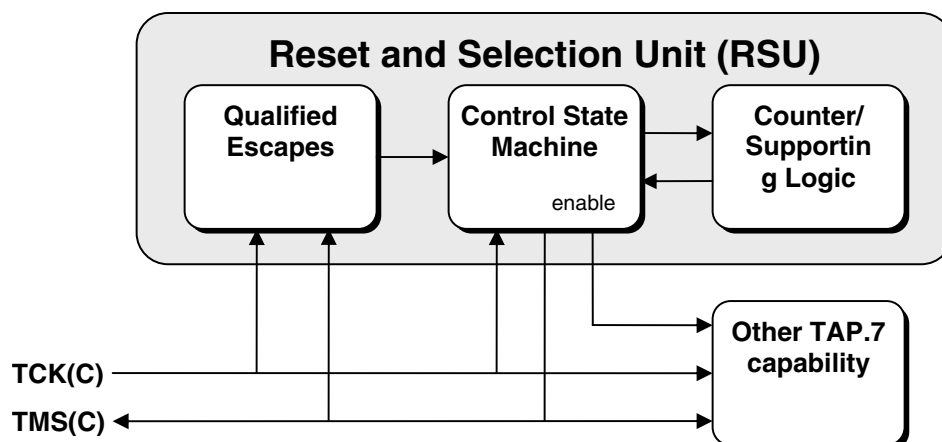 Reset and Selection Unit (RSU)
Qualified
Escapes
Control State
Machine
enable
Counter/
Supportin
g Logic
Other TAP.7
capability
TCK(C)
TMS(C)